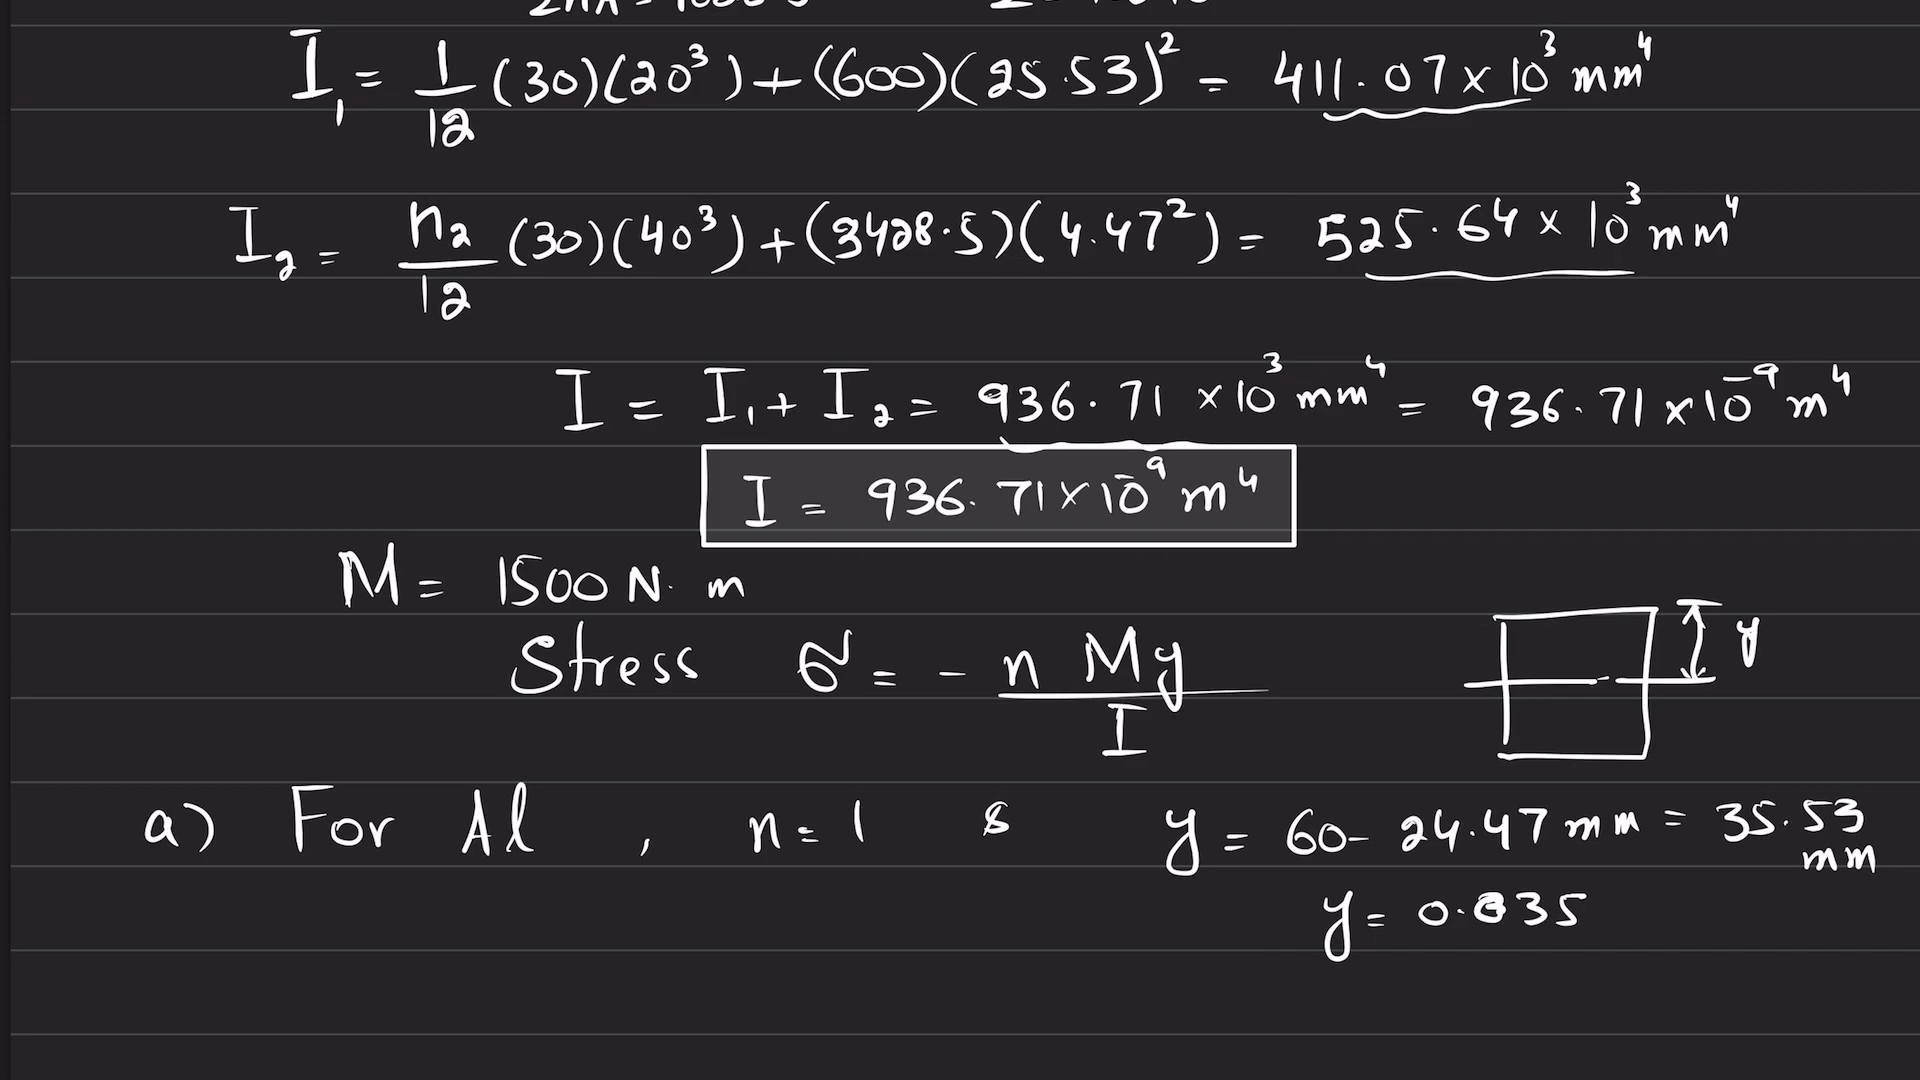 I₁ = 1/12 (30)(20³) + (600)(25.53)² = 411.07 × 10³ mm⁴
I₂ = n₂/12 (30)(40³) + (3428.5)(4.47²) = 525.64 × 10³ mm⁴
I = I₁ + I₂ = 936.71 × 10³ mm⁴ = 936.71 × 10⁻⁹ m⁴
I = 936.71 × 10⁻⁹ m⁴
M = 1500 N. m
Stress σ = - n My / I
y
a) For Al , n = 1 & y = 60 - 24.47 mm = 35.53 mm
y = 0.035